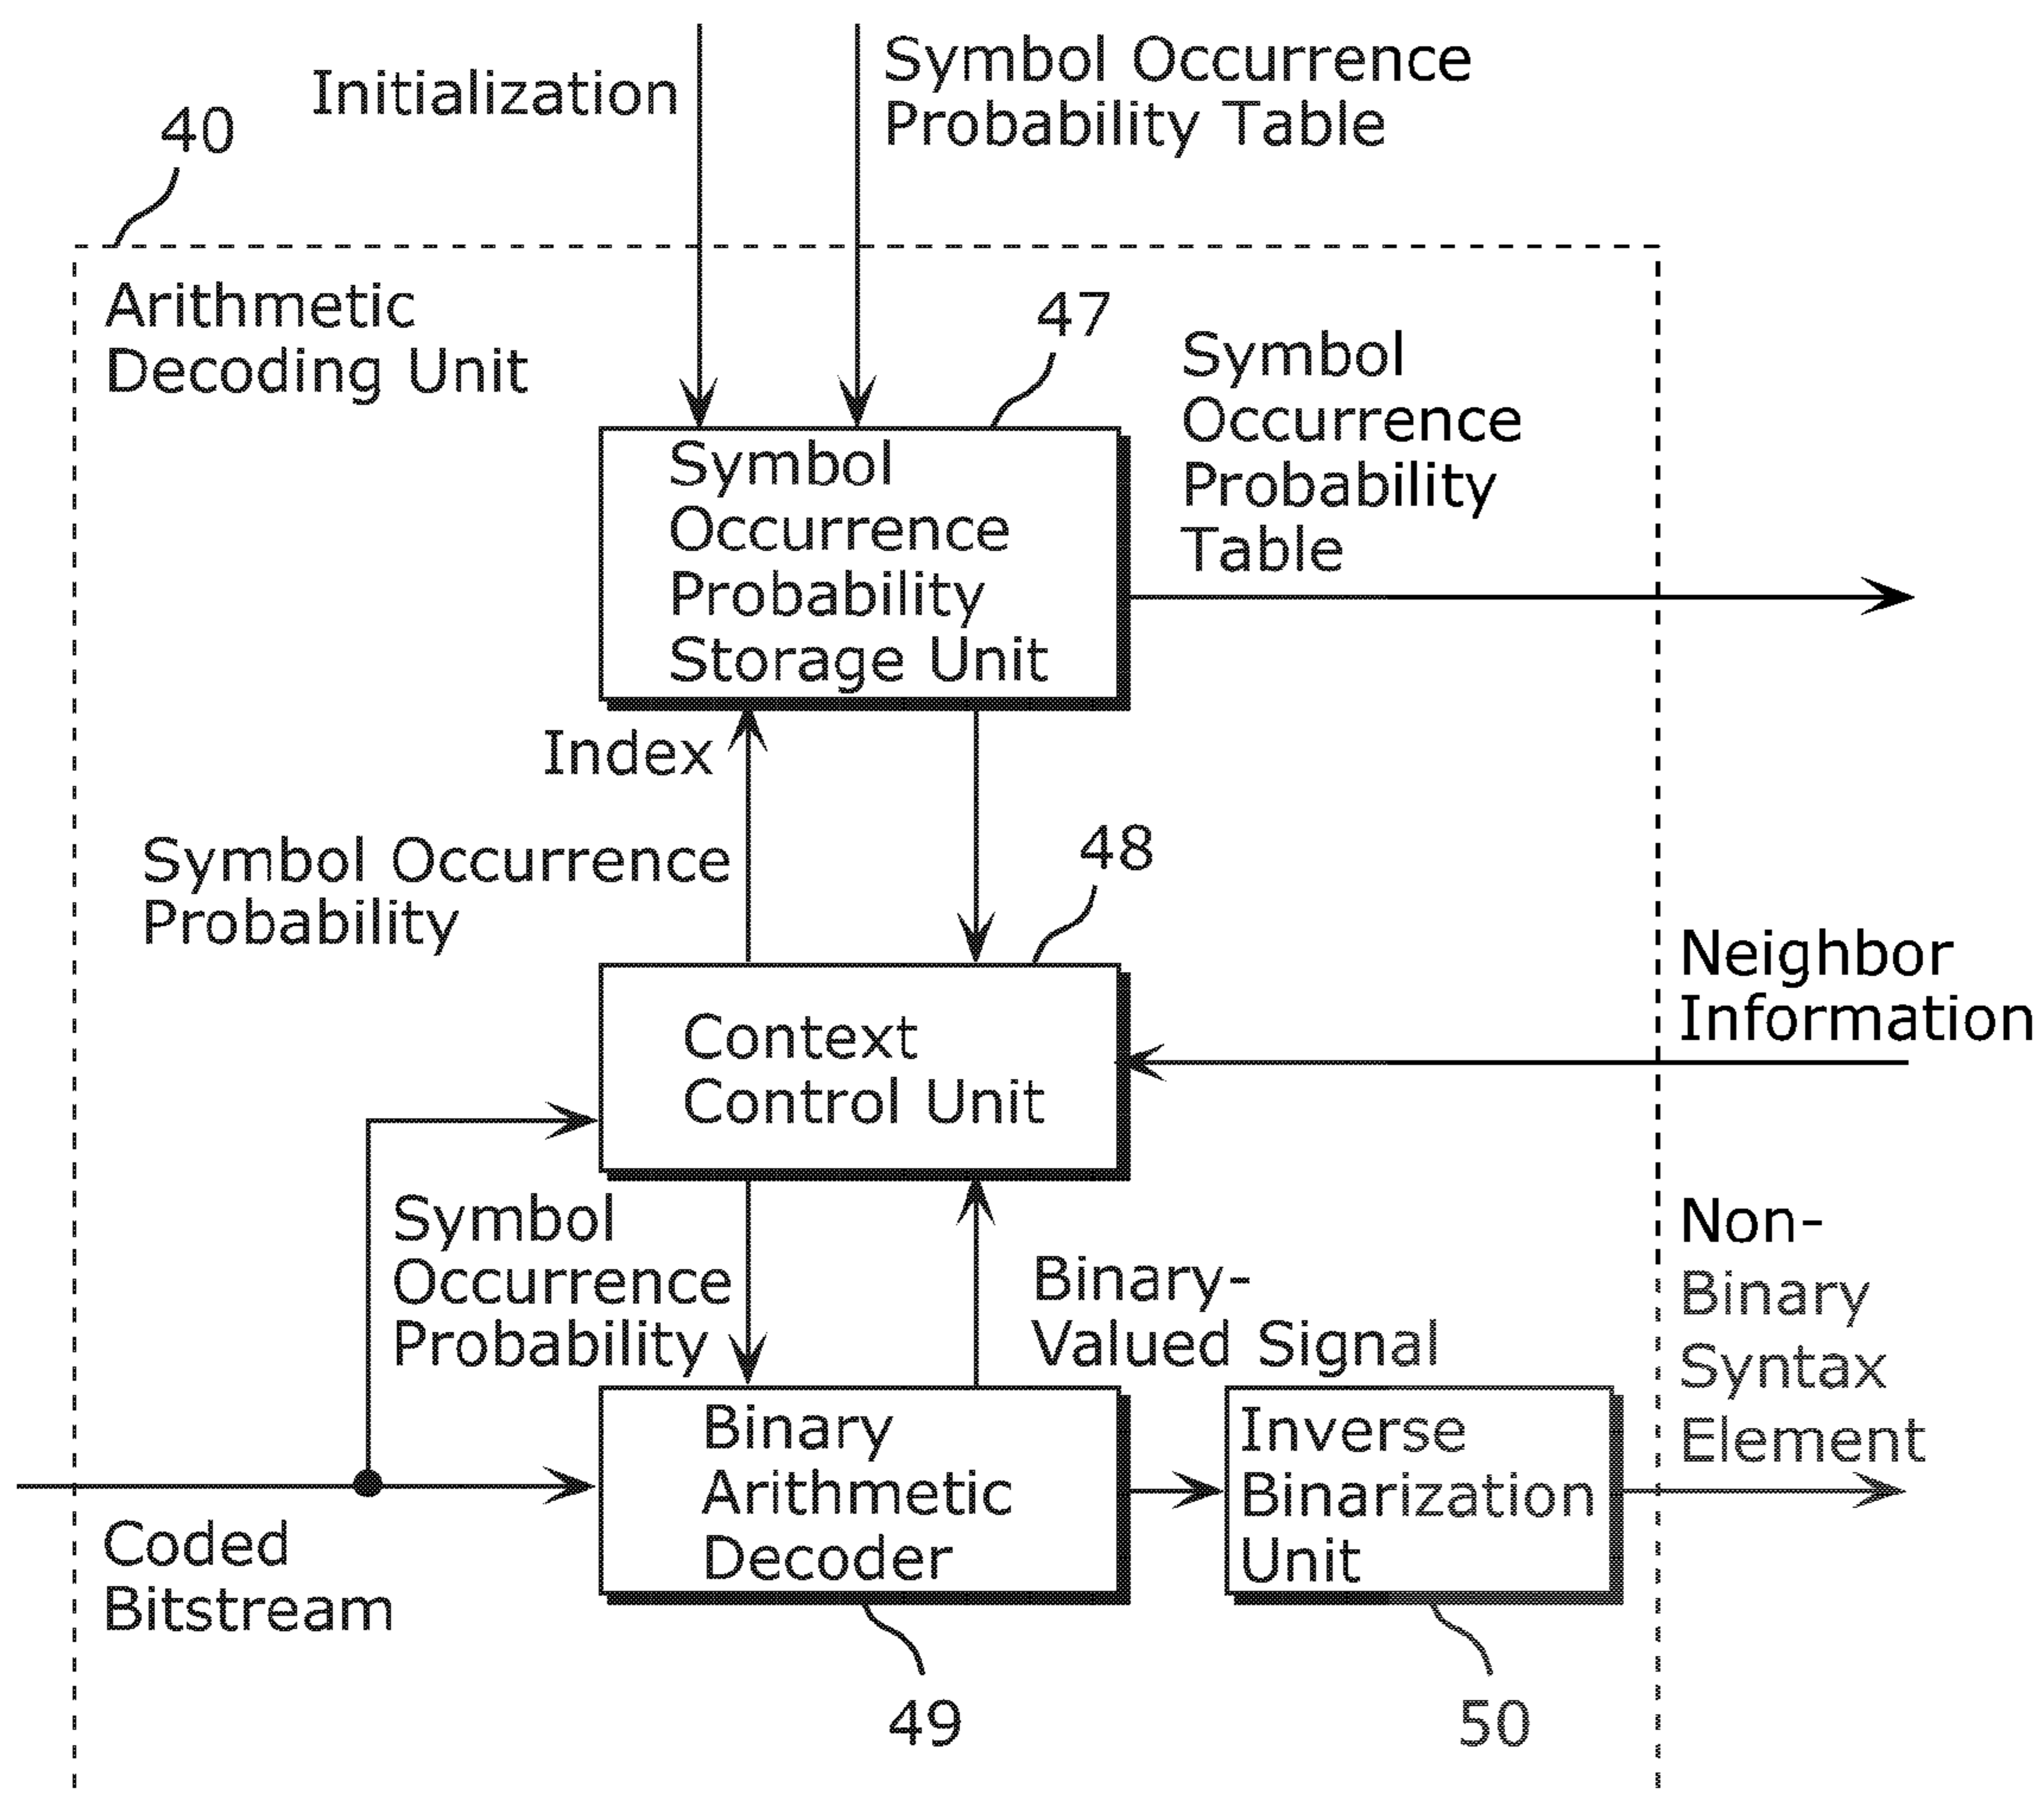 Initialization
Symbol Occurrence
Probability Table
40
Arithmetic
Decoding Unit
47
Symbol
Occurrence
Probability
Table
Symbol
Occurrence
Probability
Storage Unit
Index
Symbol Occurrence
Probability
48
Neighbor
Information
Context
Control Unit
Symbol
Occurrence
Probability
Binary-
Valued Signal
Non-
Binary
Syntax
Element
Binary
Arithmetic
Decoder
Inverse
Binarization
Unit
Coded
Bitstream
49
50